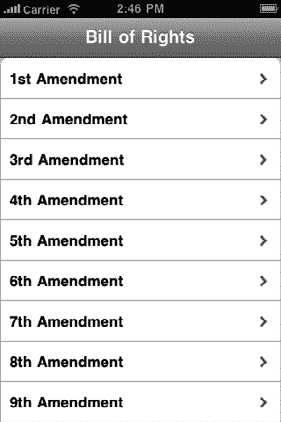 Carrier 2:46 PM
Bill of Rights
1st Amendment
2nd Amendment
3rd Amendment
4th Amendment
5th Amendment
6th Amendment
7th Amendment
8th Amendment
9th Amendment